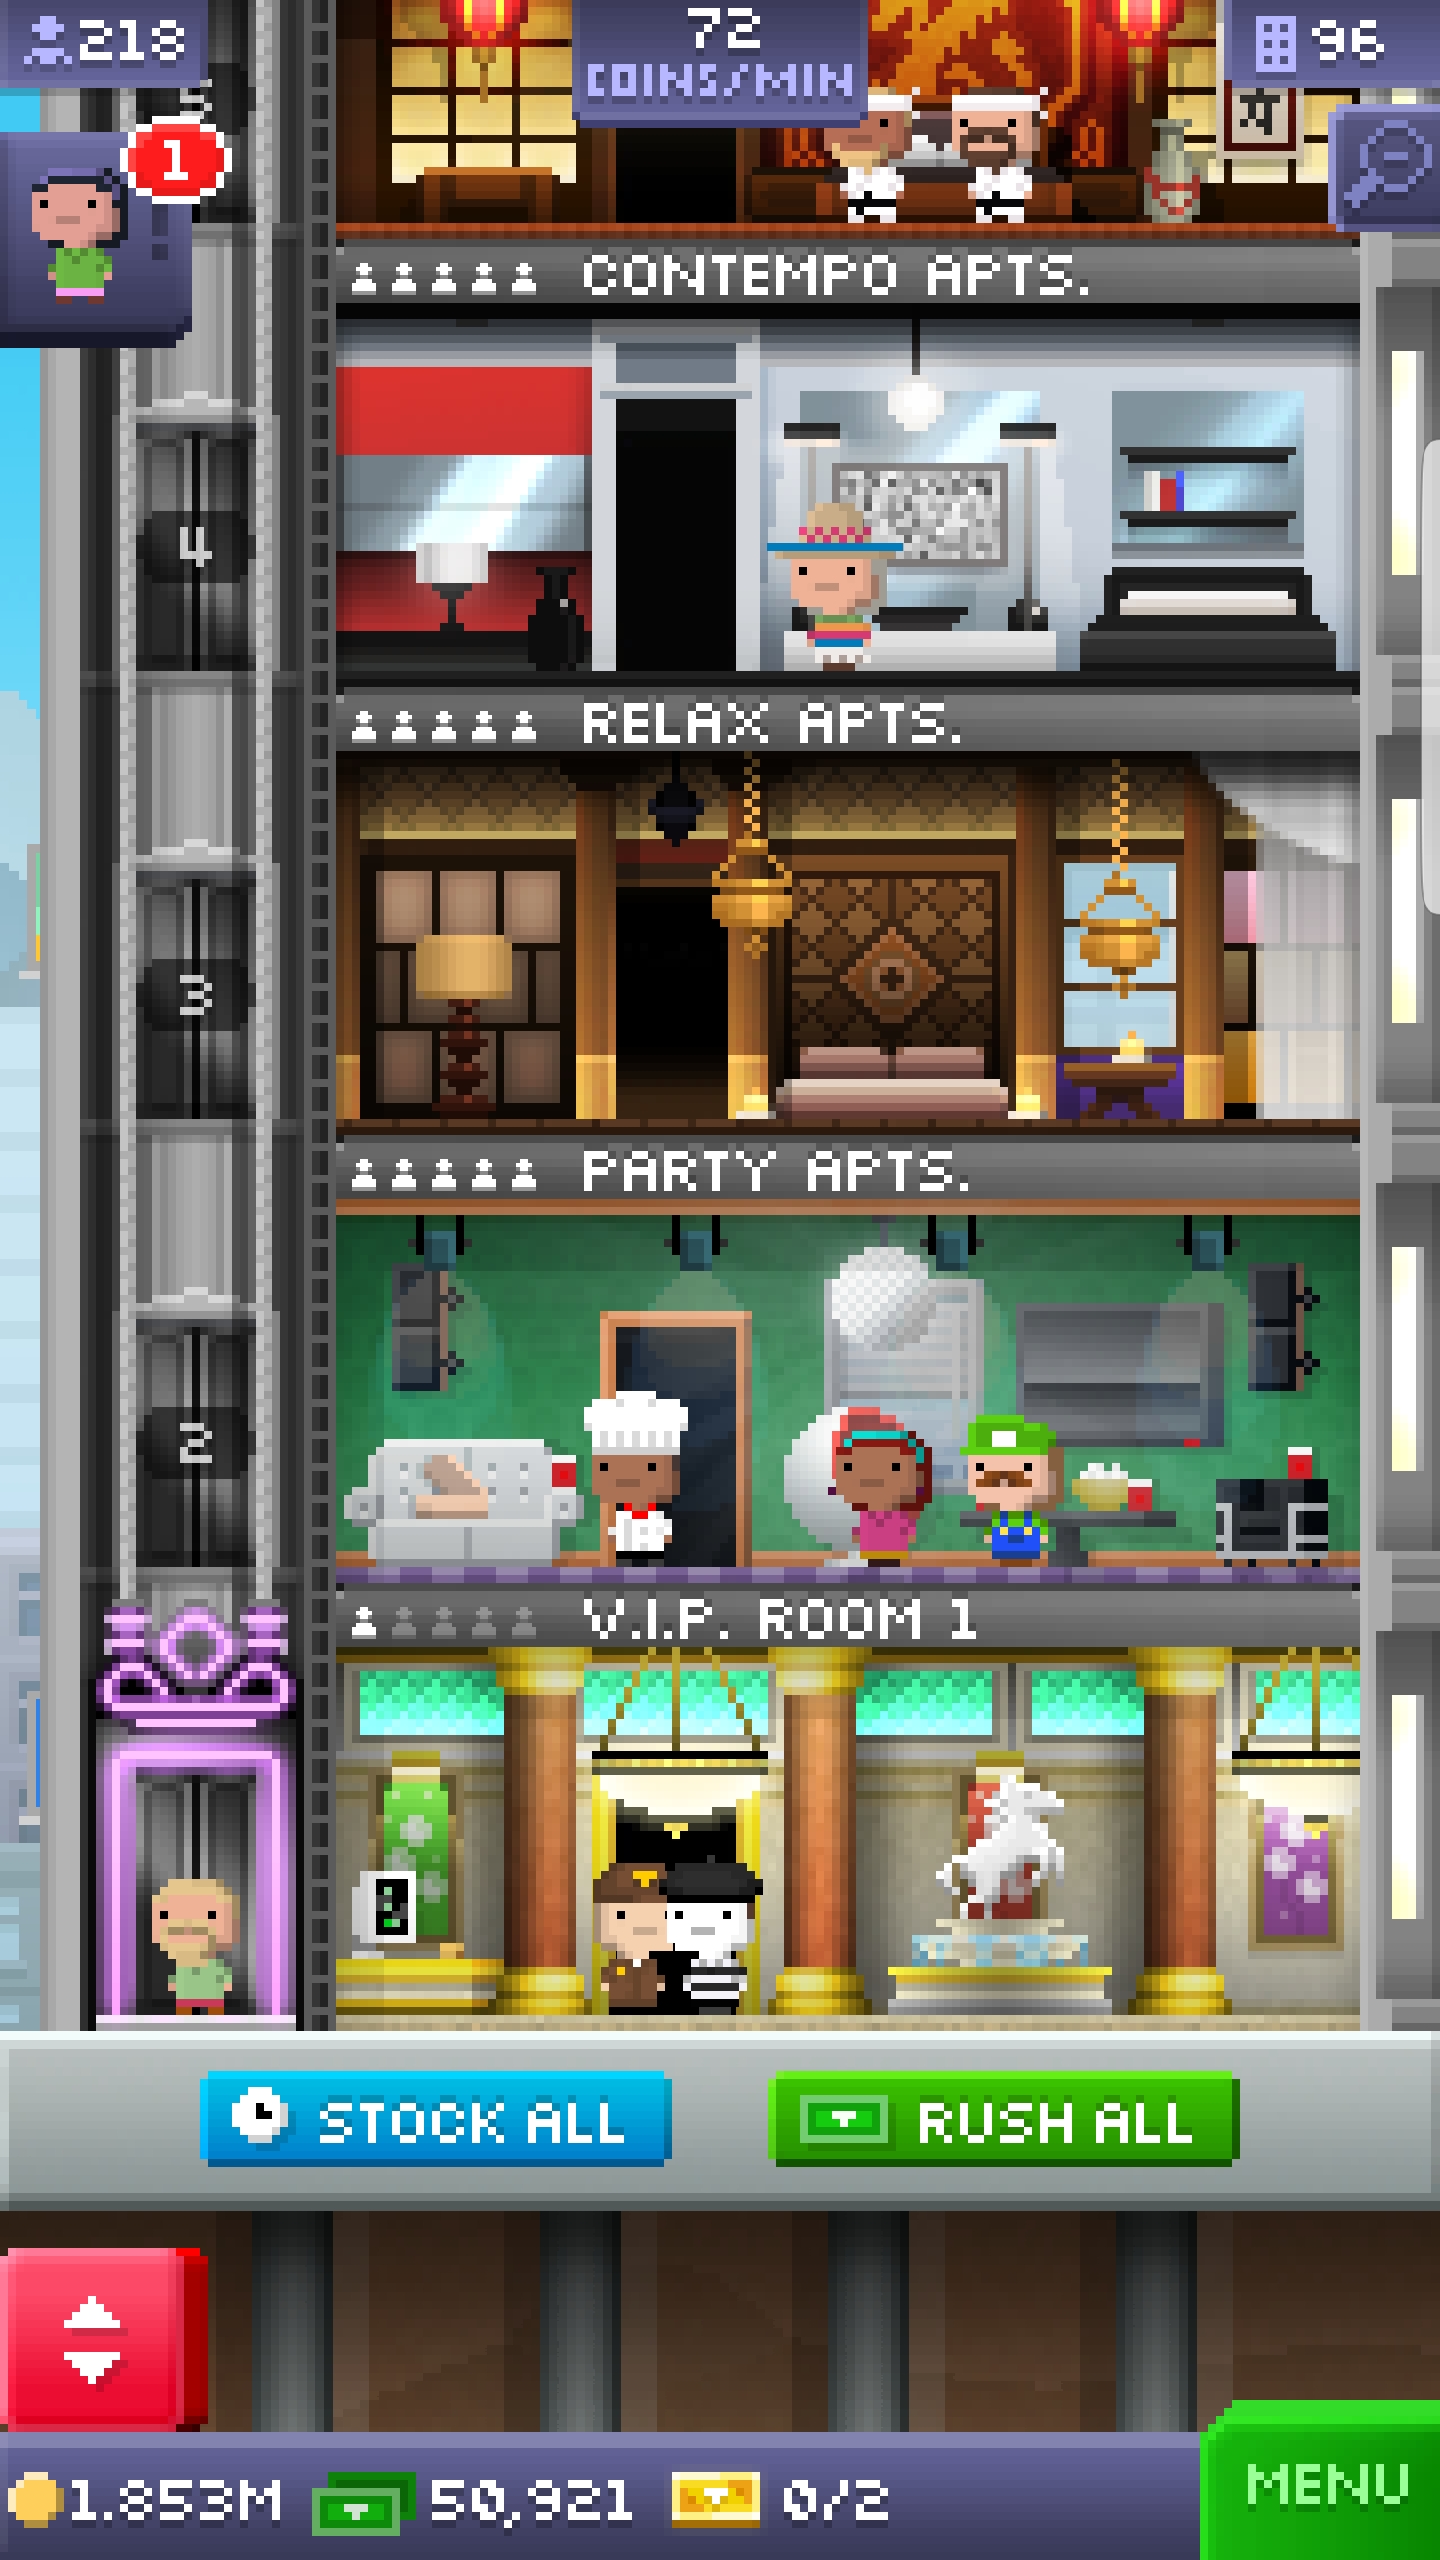 218
72
COINS/MIN
96
5
1
CONTEMPO APTS.
4
RELAX APTS.
3
PARTY APTS.
2
V.I.P. ROOM 1
STOCK ALL
RUSH ALL
1.853M
50,921
0/2
MENU